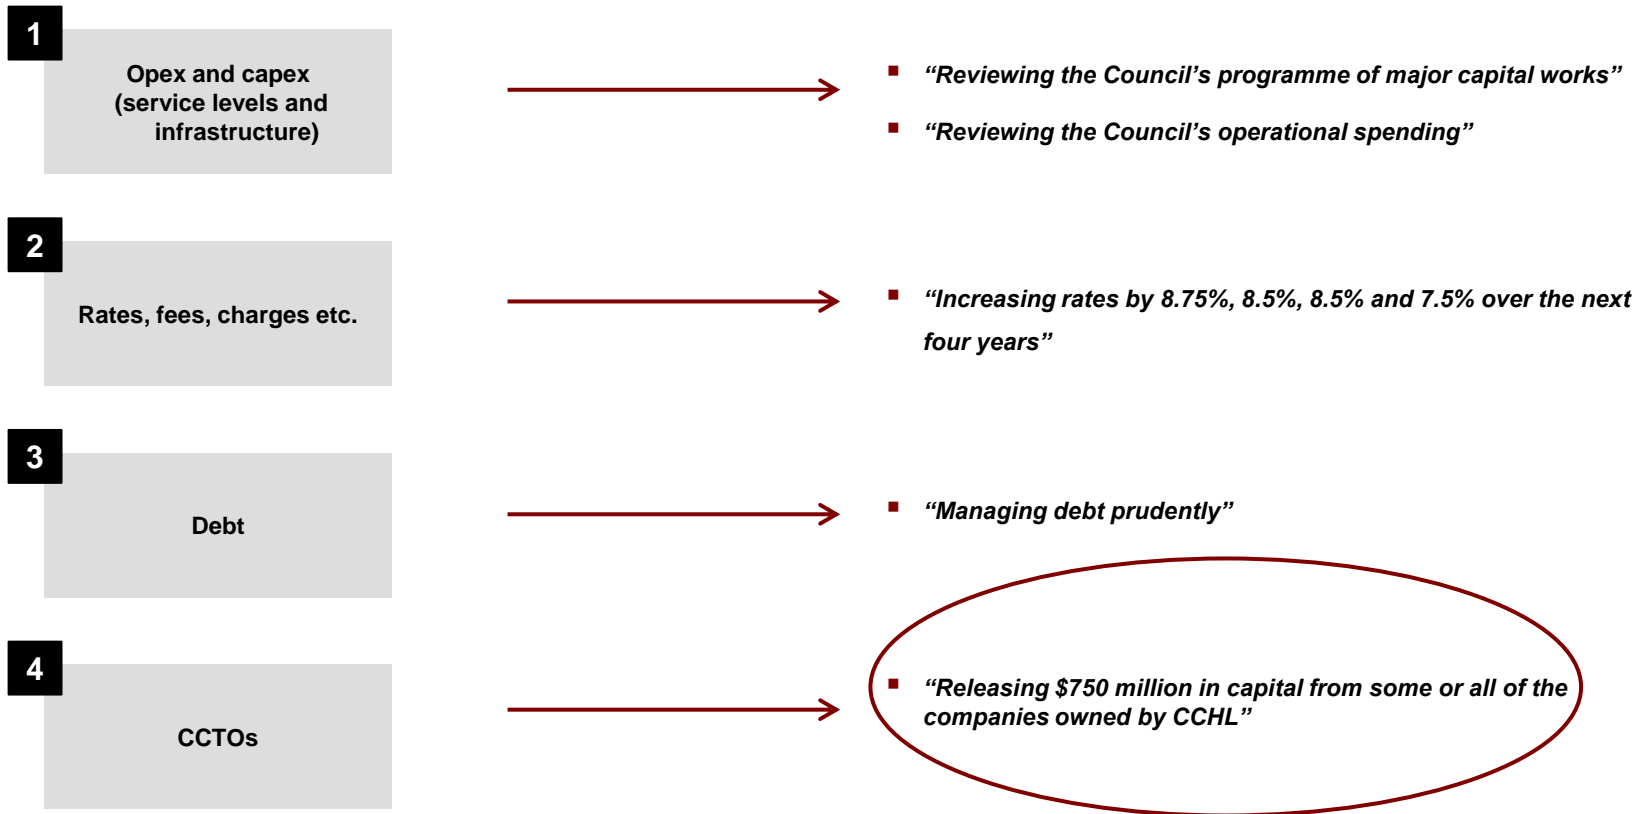 1
Opex and capex
(service levels and
infrastructure)
“Reviewing the Council’s programme of major capital works”
“Reviewing the Council’s operational spending”
2
Rates, fees, charges etc.
“Increasing rates by 8.75%, 8.5%, 8.5% and 7.5% over the next
four years”
3
Debt
“Managing debt prudently”
4
CCTOs
“Releasing $750 million in capital from some or all of the
companies owned by CCHL”